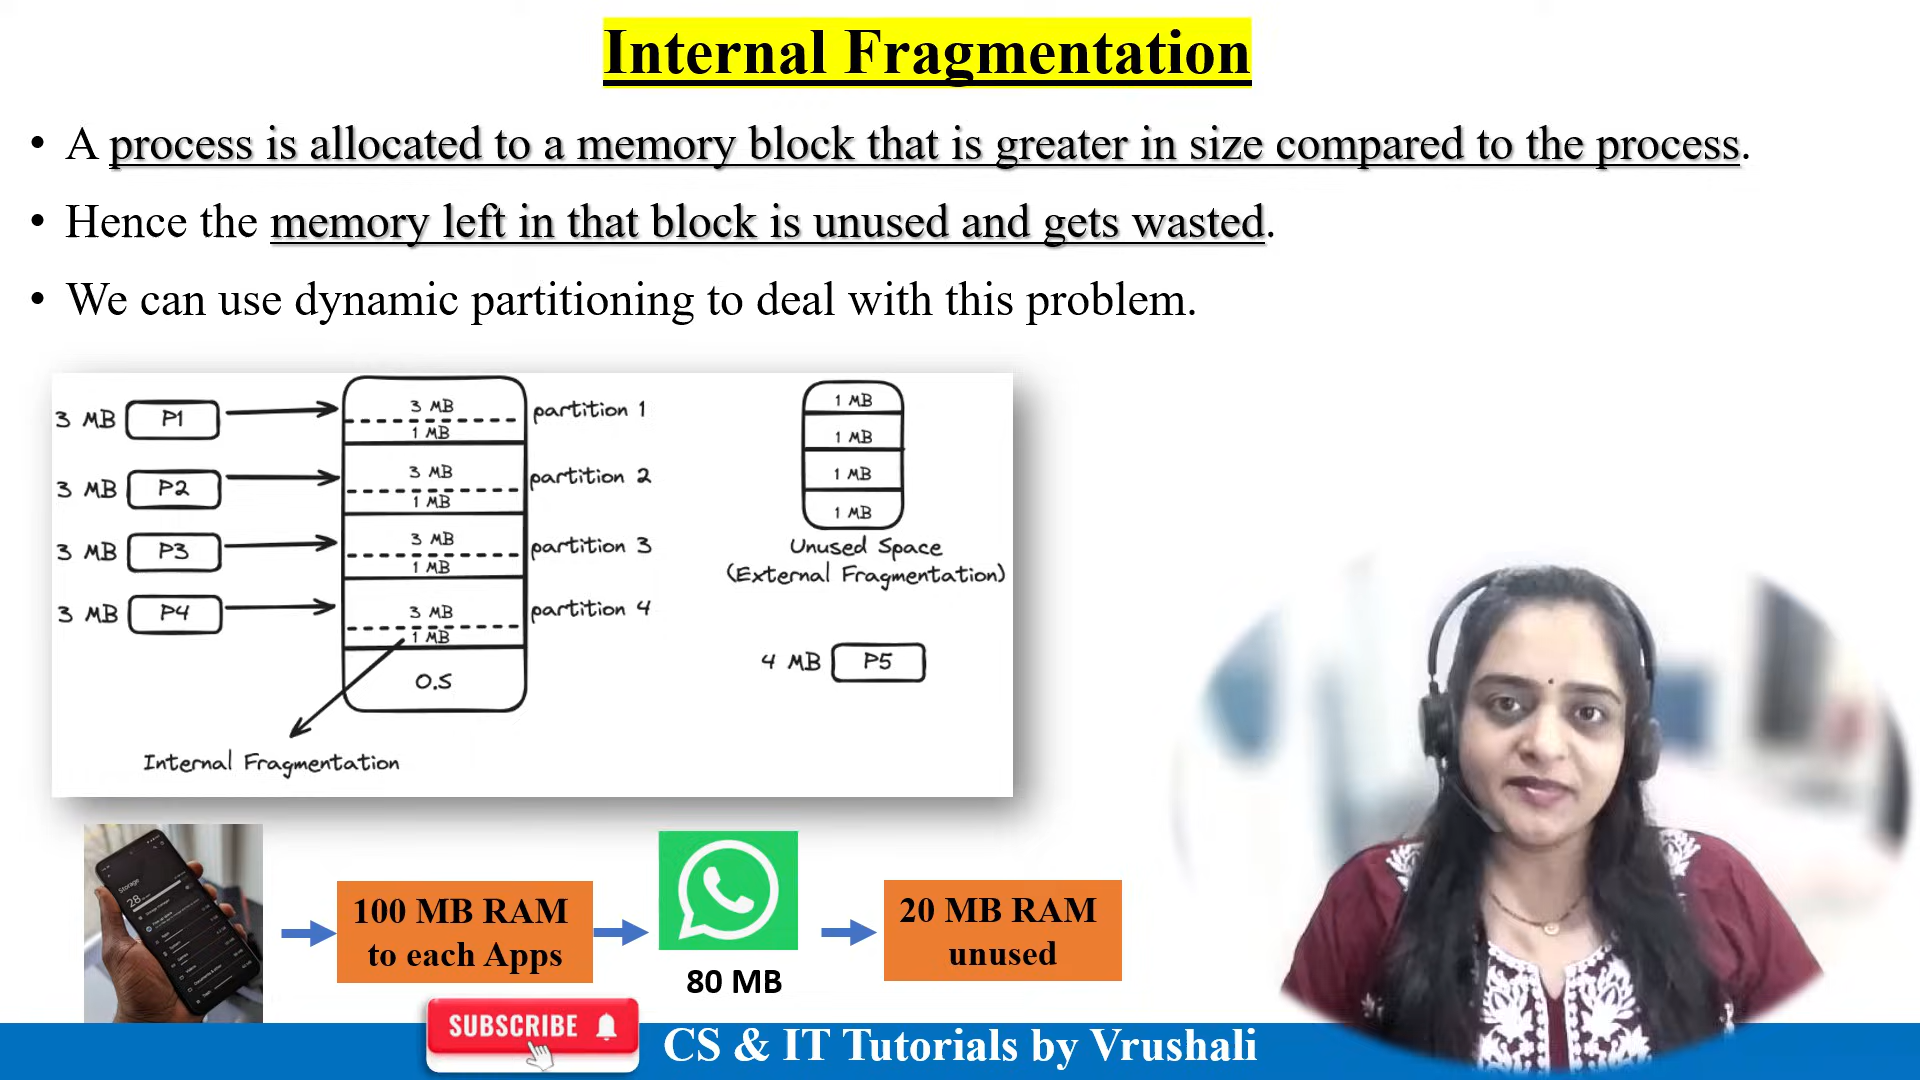 Internal Fragmentation
• A process is allocated to a memory block that is greater in size compared to the process.
• Hence the memory left in that block is unused and gets wasted.
• We can use dynamic partitioning to deal with this problem.
3 MB P1
3 MB
1 MB
partition 1
3 MB P2
3 MB
1 MB
partition 2
3 MB P3
3 MB
1 MB
partition 3
3 MB P4
3 MB
1 MB
partition 4
O.S
Internal Fragmentation
1 MB
1 MB
1 MB
1 MB
Unused Space
(External Fragmentation)
4 MB P5
Storage
28
100 MB RAM
to each Apps
80 MB
20 MB RAM
unused
SUBSCRIBE
CS & IT Tutorials by Vrushali